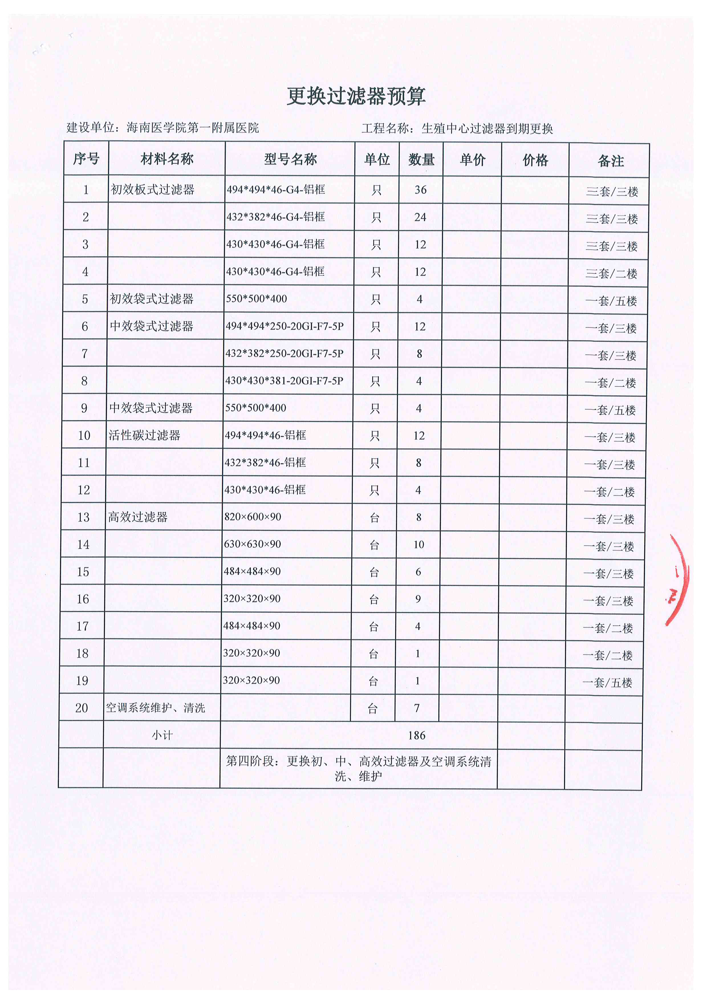 更换过滤器预算
建设单位：海南医学院第一附属医院 工程名称：生殖中心过滤器到期更换
序号 材料名称 型号名称 单位 数量 单价 价格 备注
1 初效板式过滤器 494*494*46-G4-铝框 只 36 三套/三楼
2 432*382*46-G4-铝框 只 24 三套/三楼
3 430*430*46-G4-铝框 只 12 三套/三楼
4 430*430*46-G4-铝框 只 12 三套/二楼
5 初效袋式过滤器 550*500*400 只 4 一套/五楼
6 中效袋式过滤器 494*494*250-20GI-F7-5P 只 12 一套/三楼
7 432*382*250-20GI-F7-5P 只 8 一套/三楼
8 430*430*381-20GI-F7-5P 只 4 一套/二楼
9 中效袋式过滤器 550*500*400 只 4 一套/五楼
10 活性碳过滤器 494*494*46-铝框 只 12 一套/三楼
11 432*382*46-铝框 只 8 一套/三楼
12 430*430*46-铝框 只 4 一套/二楼
13 高效过滤器 820×600×90 台 8 一套/三楼
14 630×630×90 台 10 一套/三楼
15 484×484×90 台 6 一套/三楼
16 320×320×90 台 9 一套/三楼
17 484×484×90 台 4 一套/二楼
18 320×320×90 台 1 一套/二楼
19 320×320×90 台 1 一套/五楼
20 空调系统维护、清洗 台 7
小计 186
第四阶段：更换初、中、高效过滤器及空调系统清
洗、维护